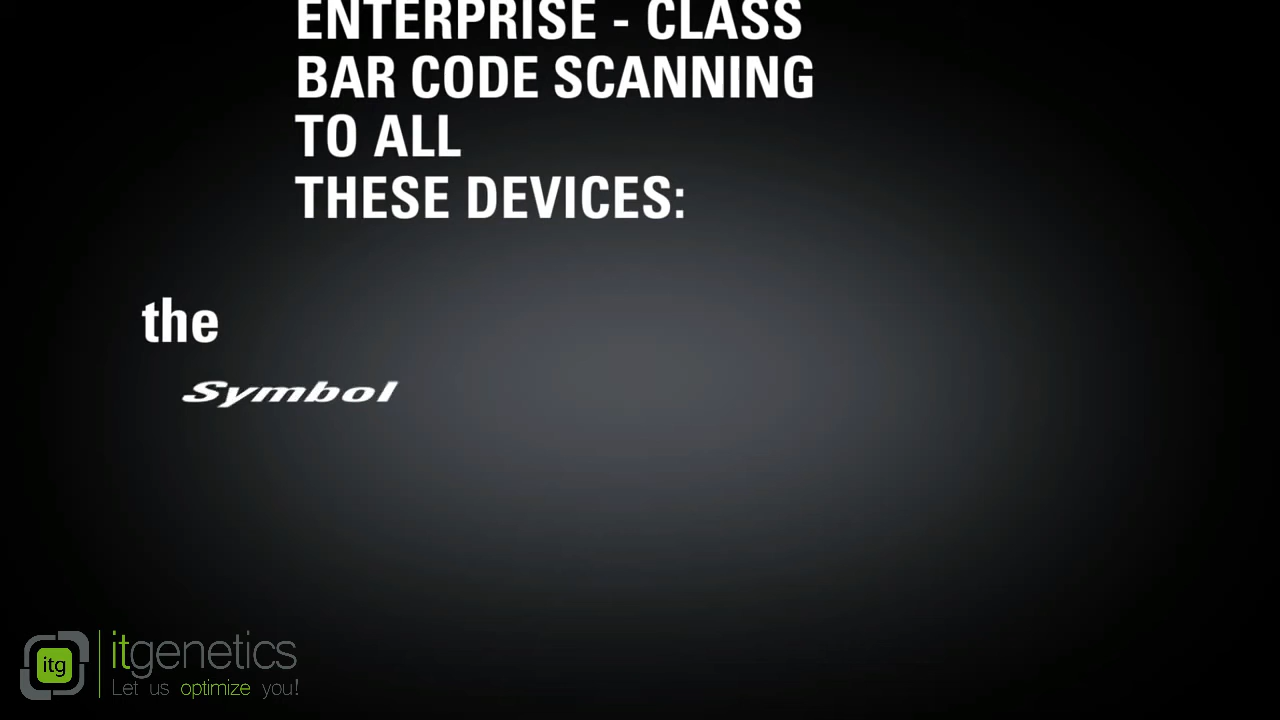 ENTERPRISE - CLASS
BAR CODE SCANNING
TO ALL
THESE DEVICES:
the
Symbol
itg
itgenetics
Let us optimize you!